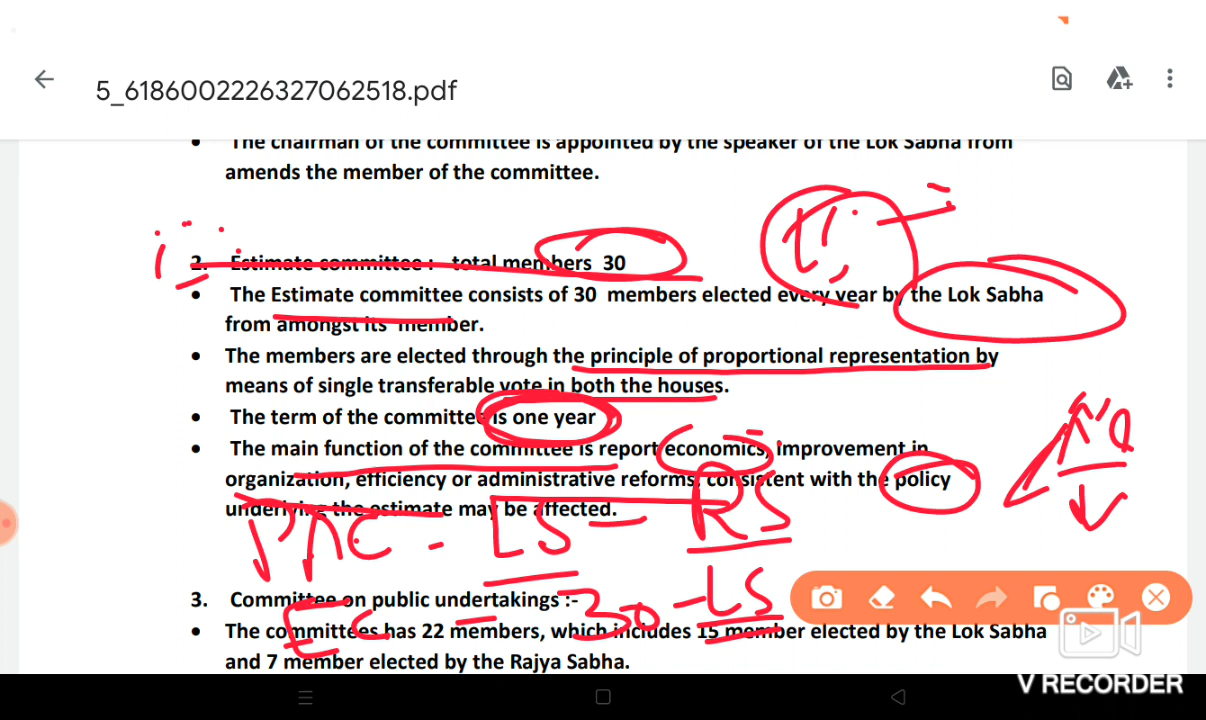 5_6186002226327062518.pdf
The chairman of the committee is appointed by the speaker of the Lok Sabha from
amends the member of the committee.
2. Estimate committee :- total members 30
• The Estimate committee consists of 30 members elected every year by the Lok Sabha
from amongst its member.
• The members are elected through the principle of proportional representation by
means of single transferable vote in both the houses.
• The term of the committee is one year
• The main function of the committee is report economics, improvement in
organization, efficiency or administrative reforms, consistent with the policy
underlying the estimate may be affected.
PAC - LS - RS
3. Committee on public undertakings :-
EC - 30 - LS
• The committees has 22 members, which includes 15 member elected by the Lok Sabha
and 7 member elected by the Rajya Sabha.
V RECORDER